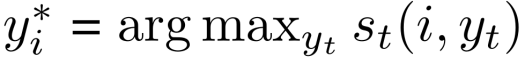 y_i^* = arg max_{y_t} s_t(i, y_t)